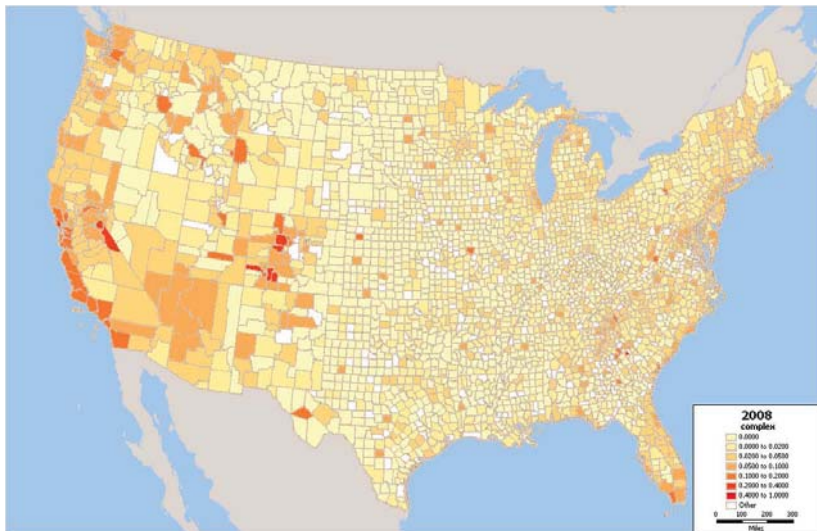 2008
complex
0.0000
0.0000 to 0.0200
0.0200 to 0.0500
0.0500 to 0.1000
0.1000 to 0.2000
0.2000 to 0.4000
0.4000 to 1.0000
Other
0 100 200 300
Miles